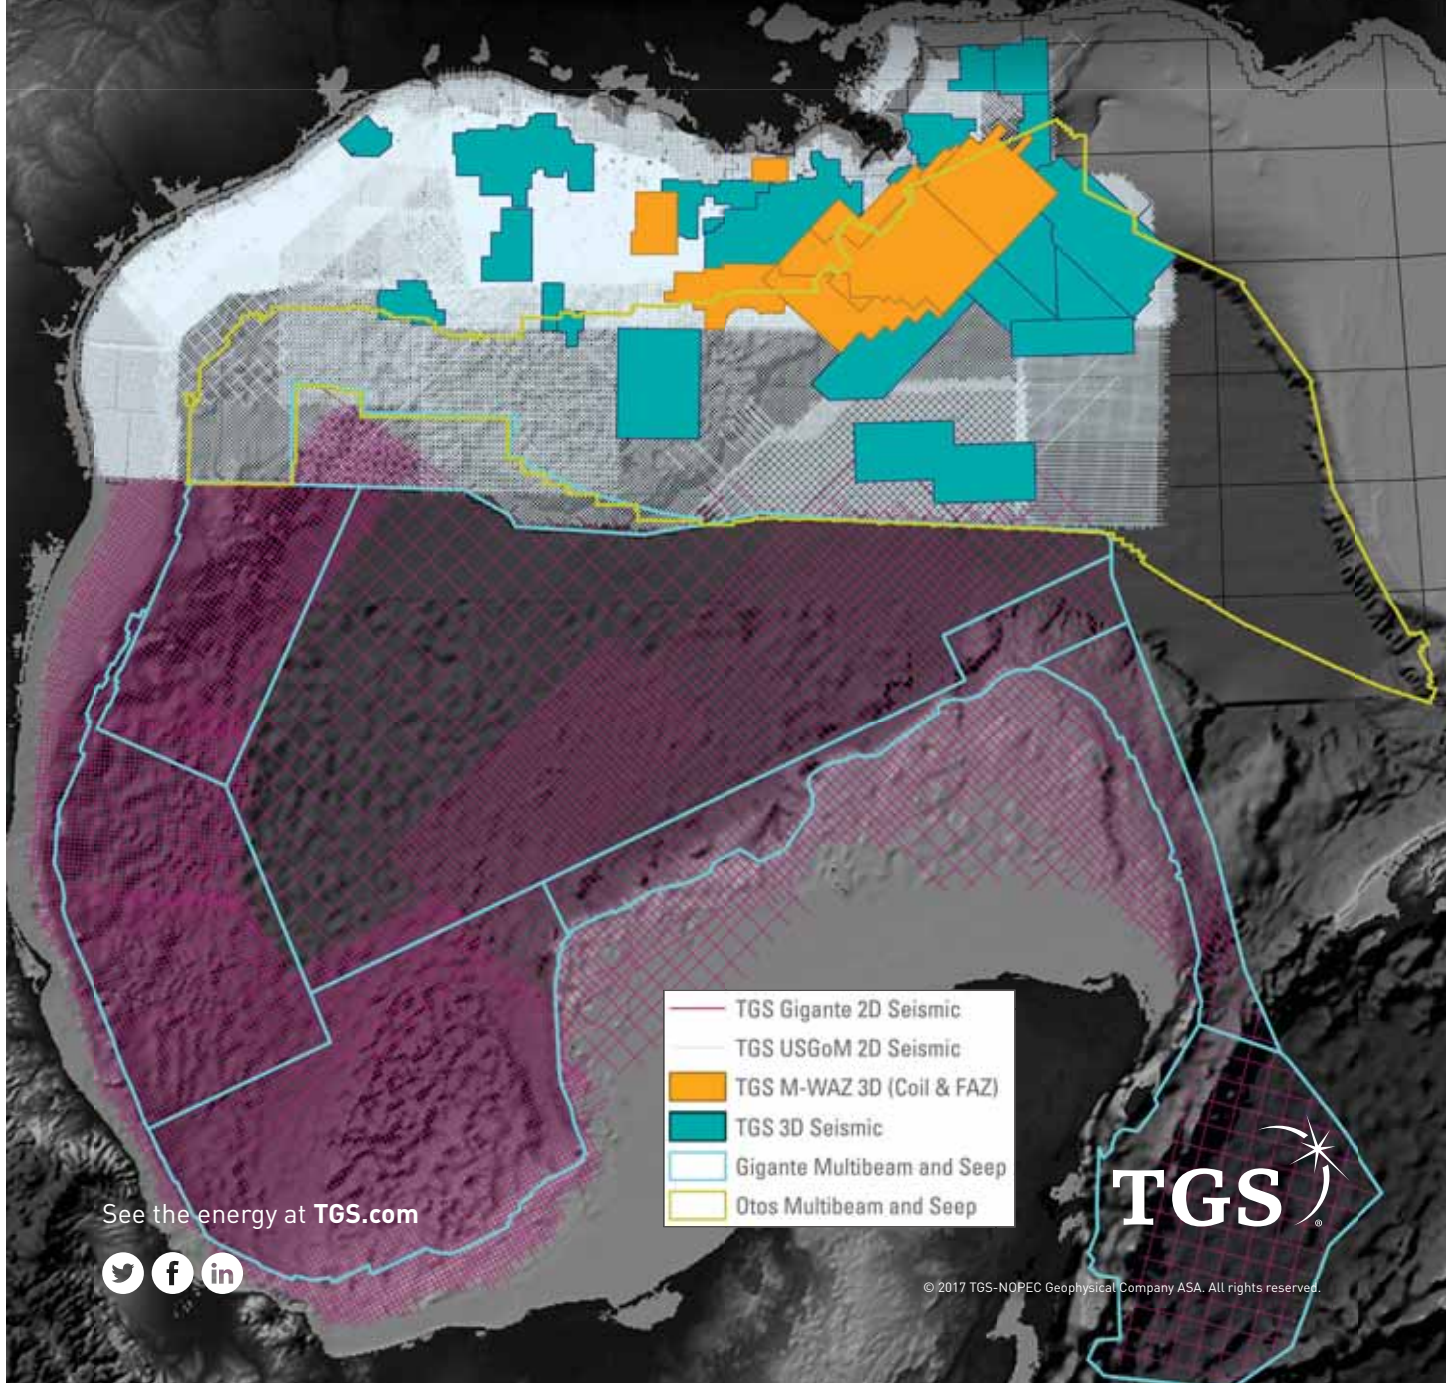 TGS Gigante 2D Seismic
TGS USGoM 2D Seismic
TGS M-WAZ 3D (Coil & FAZ)
TGS 3D Seismic
Gigante Multibeam and Seep
Otos Multibeam and Seep
TGS
®
See the energy at TGS.com
f in
© 2017 TGS-NOPEC Geophysical Company ASA. All rights reserved.